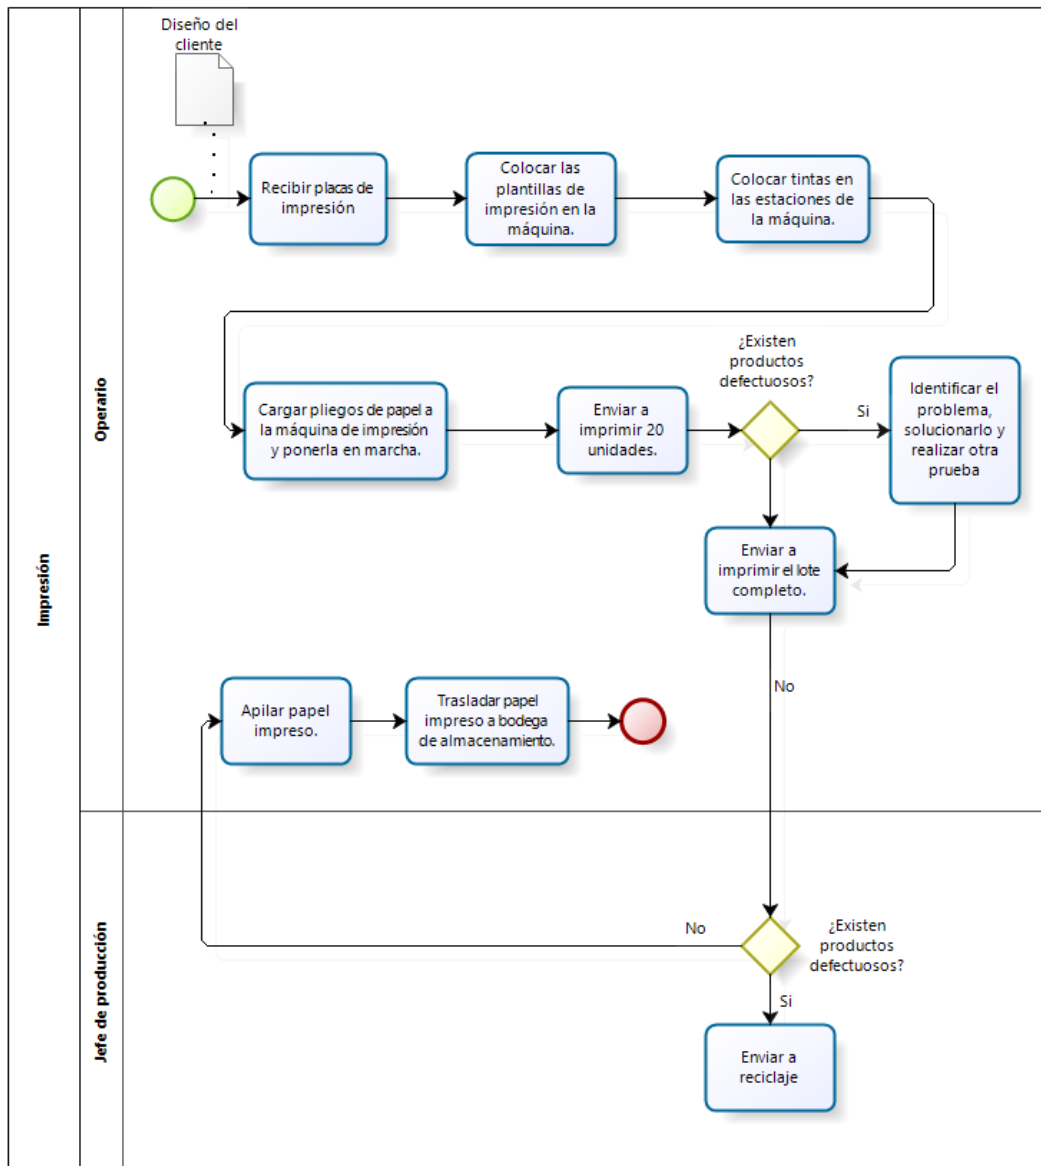 Diseño del
cliente
Recibir placas de
impresión
Colocar las
plantillas de
impresión en la
máquina.
Colocar tintas en
las estaciones de
la máquina.
Operario
Impresión
Cargar pliegos de papel a
la máquina de impresión
y ponerla en marcha.
Enviar a
imprimir 20
unidades.
¿Existen
productos
defectuosos?
Si
Identificar el
problema,
solucionarlo y
realizar otra
prueba
Enviar a
imprimir el lote
completo.
No
Apilar papel
impreso.
Trasladar papel
impreso a bodega
de almacenamiento.
Jefe de producción
No
¿Existen
productos
defectuosos?
Si
Enviar a
reciclaje